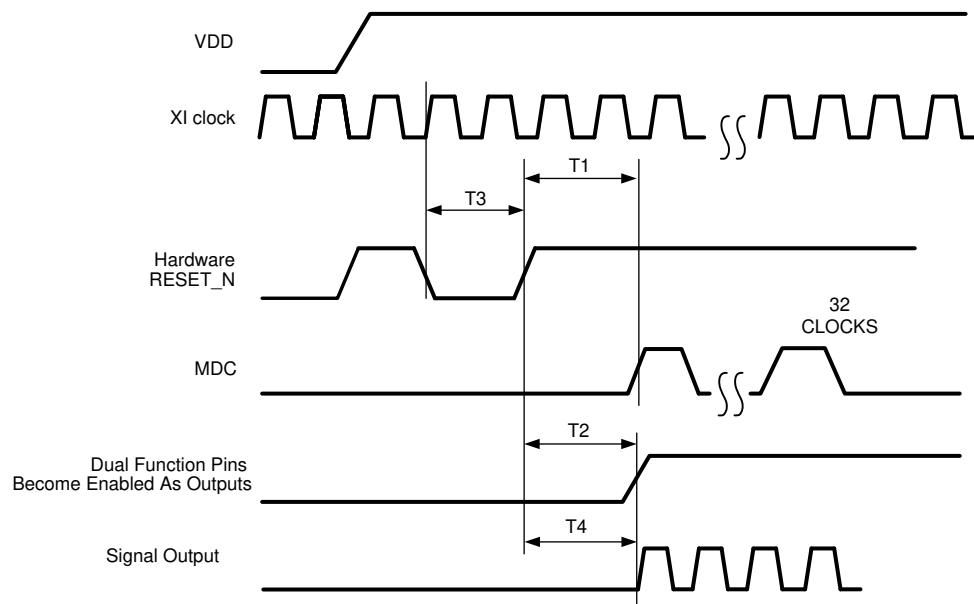 VDD
XI clock
T1
T3
Hardware
RESET_N
32
CLOCKS
MDC
T2
Dual Function Pins
Become Enabled As Outputs
T4
Signal Output